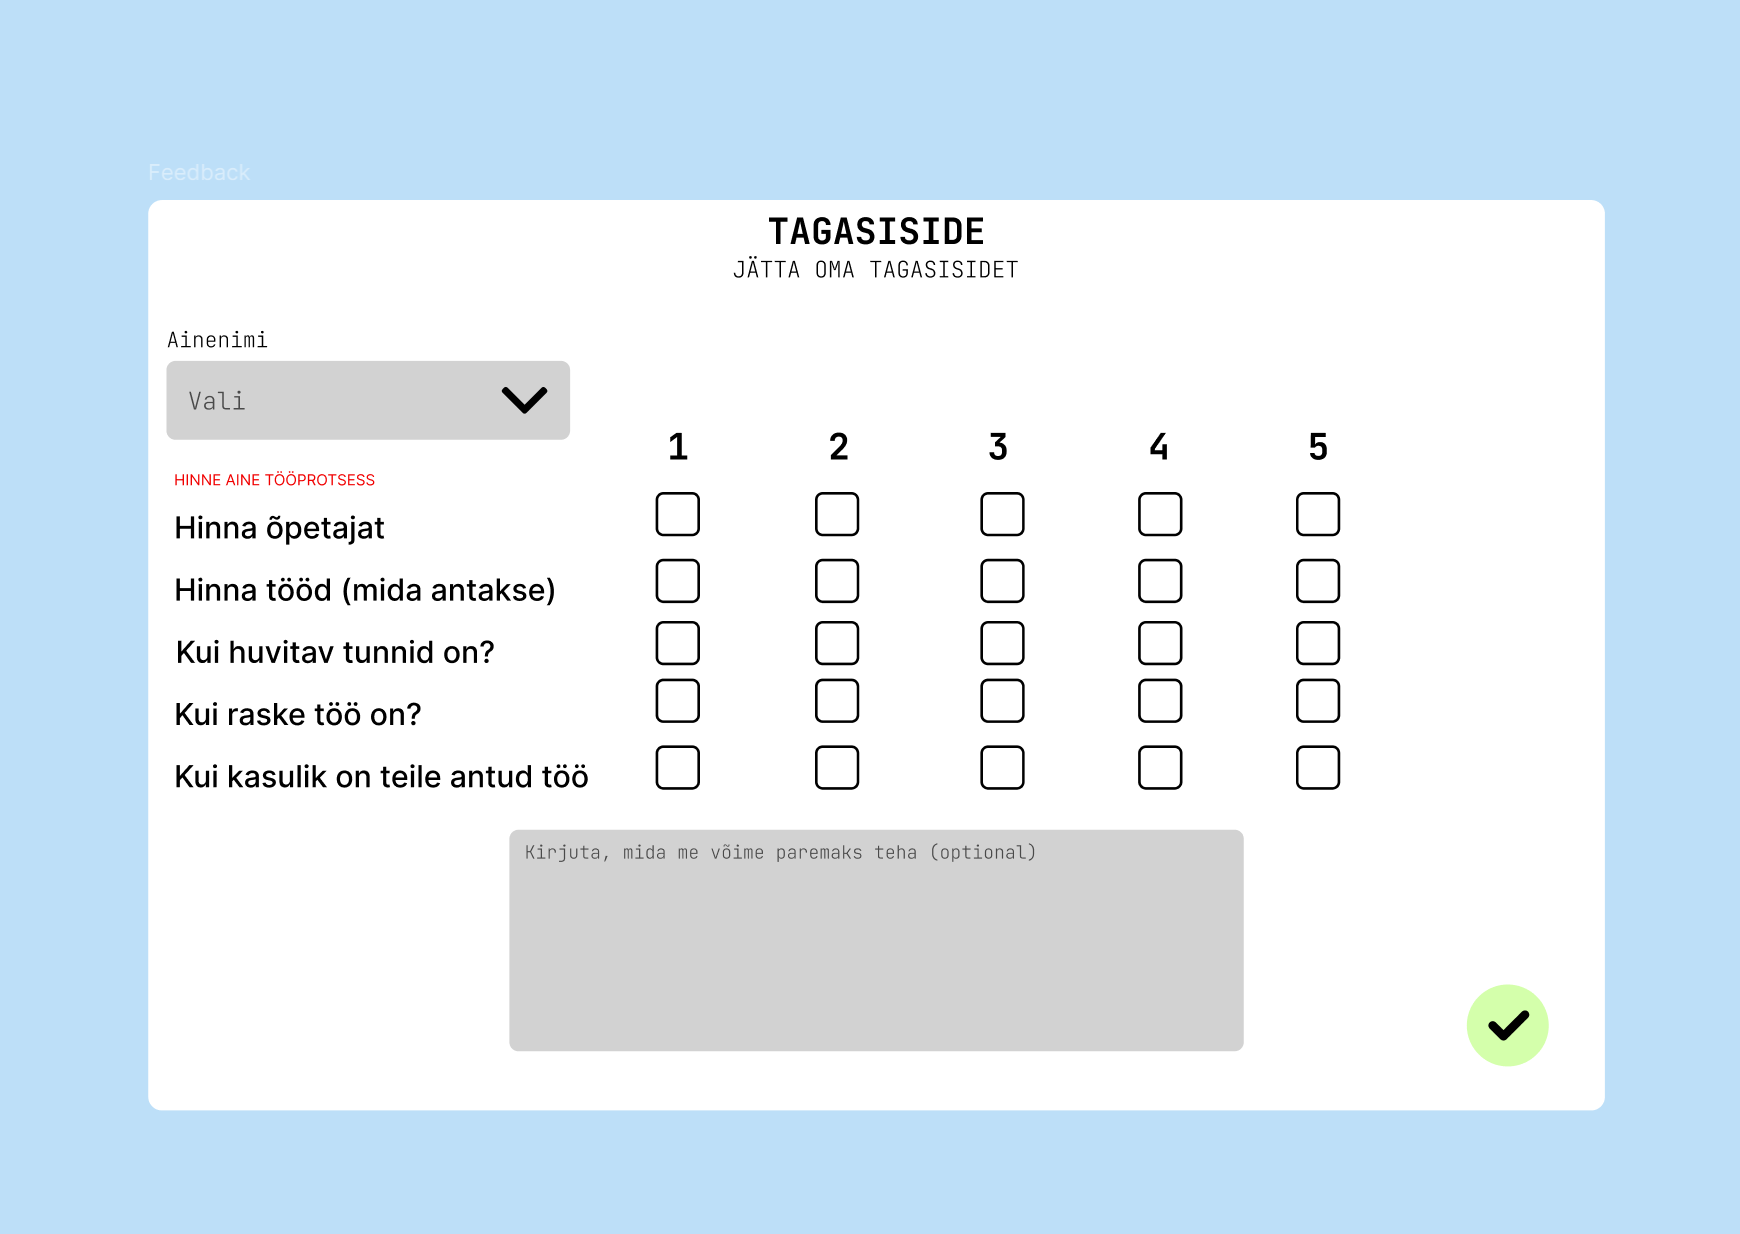 Feedback
TAGASISIDE
JÄTTA OMA TAGASISIDET
Ainenimi
Vali
1 2 3 4 5
HINNE AINE TÖÖPROTSESS
Hinna õpetajat
Hinna tööd (mida antakse)
Kui huvitav tunnid on?
Kui raske töö on?
Kui kasulik on teile antud töö
Kirjuta, mida me võime paremaks teha (optional)